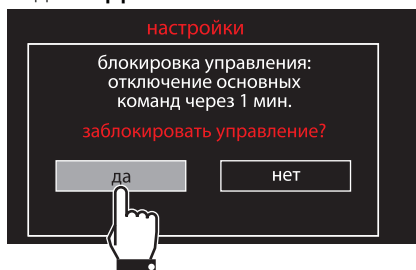 настройки
блокировка управления:
отключение основных
команд через 1 мин.
заблокировать управление?
да нет